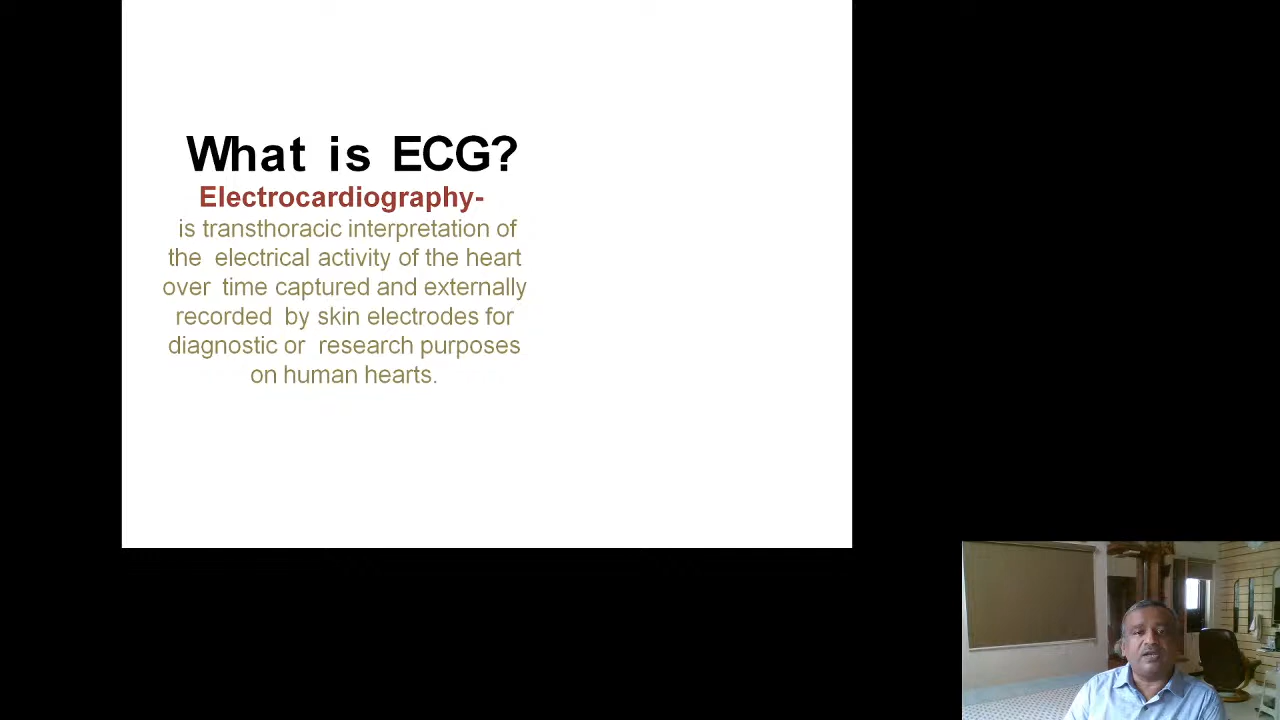 What is ECG?
Electrocardiography-
is transthoracic interpretation of
the electrical activity of the heart
over time captured and externally
recorded by skin electrodes for
diagnostic or research purposes
on human hearts.